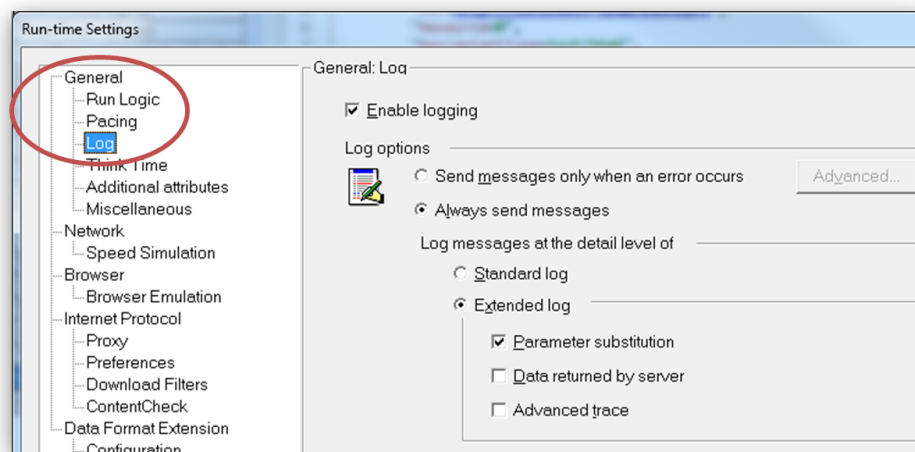 Run-time Settings
General
Run Logic
Pacing
Log
Think Time
Additional attributes
Miscellaneous
Network
Speed Simulation
Browser
Browser Emulation
Internet Protocol
Proxy
Preferences
Download Filters
ContentCheck
Data Format Extension
Configuration
General: Log
Enable logging
Log options
Send messages only when an error occurs
Advanced...
Always send messages
Log messages at the detail level of
Standard log
Extended log
Parameter substitution
Data returned by server
Advanced trace